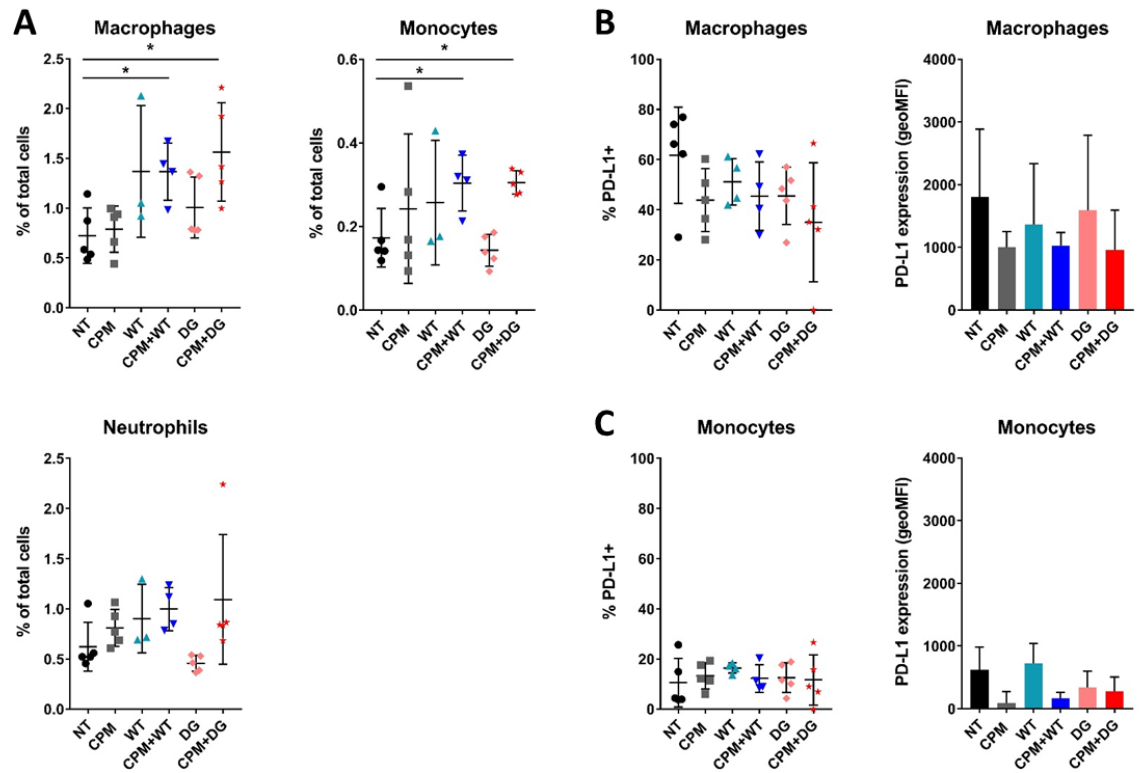 A
Macrophages
% of total cells
2.5
2.0
1.5
1.0
0.5
0.0
*
*
NT
CPM
WT
CPM+WT
DG
CPM+DG
Monocytes
% of total cells
0.6
0.4
0.2
0.0
*
*
NT
CPM
WT
CPM+WT
DG
CPM+DG
B
Macrophages
% PD-L1+
100
80
60
40
20
0
NT
CPM
WT
CPM+WT
DG
CPM+DG
Macrophages
PD-L1 expression (geoMFI)
4000
3000
2000
1000
0
NT
CPM
WT
CPM+WT
DG
CPM+DG
Neutrophils
% of total cells
2.5
2.0
1.5
1.0
0.5
0.0
NT
CPM
WT
CPM+WT
DG
CPM+DG
C
Monocytes
% PD-L1+
100
80
60
40
20
0
NT
CPM
WT
CPM+WT
DG
CPM+DG
Monocytes
PD-L1 expression (geoMFI)
4000
3000
2000
1000
0
NT
CPM
WT
CPM+WT
DG
CPM+DG